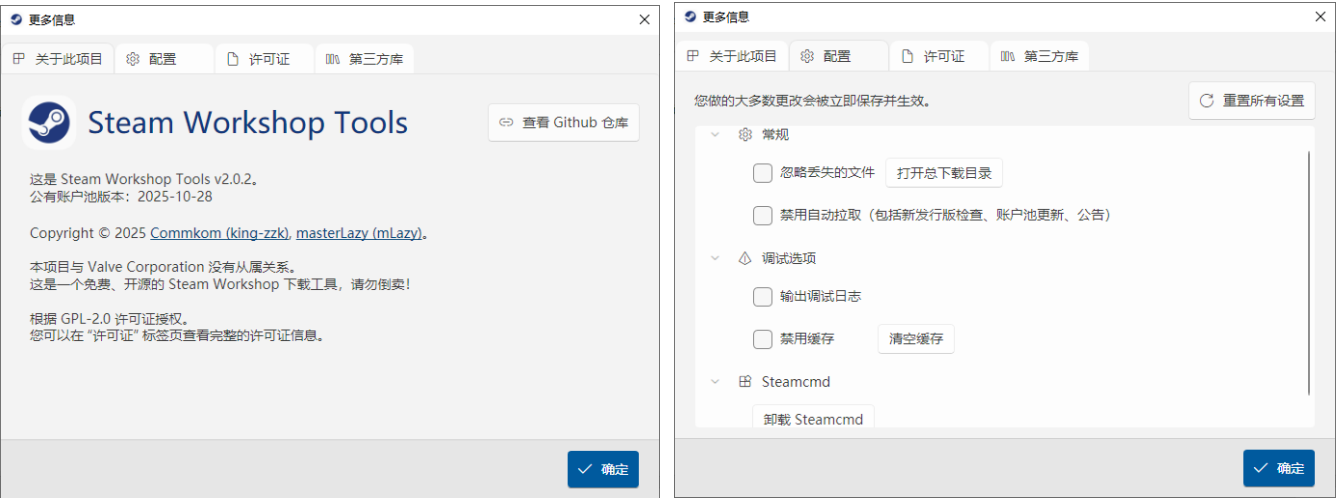 更多信息
关于此项目 配置 许可证 第三方库
Steam Workshop Tools
查看 Github 仓库
这是 Steam Workshop Tools v2.0.2。
公有账户池版本：2025-10-28
Copyright © 2025 Commkom (king-zzk), masterLazy (mLazy)。
本项目与 Valve Corporation 没有从属关系。
这是一个免费、开源的 Steam Workshop 下载工具，请勿倒卖！
根据 GPL-2.0 许可证授权。
您可以在 “许可证” 标签页查看完整的许可证信息。
确定
更多信息
关于此项目 配置 许可证 第三方库
您做的大多数更改会被立即保存并生效。
重置所有设置
常规
忽略丢失的文件 打开总下载目录
禁用自动拉取（包括新发行版检查、账户池更新、公告）
调试选项
输出调试日志
禁用缓存 清空缓存
Steamcmd
卸载 Steamcmd
确定